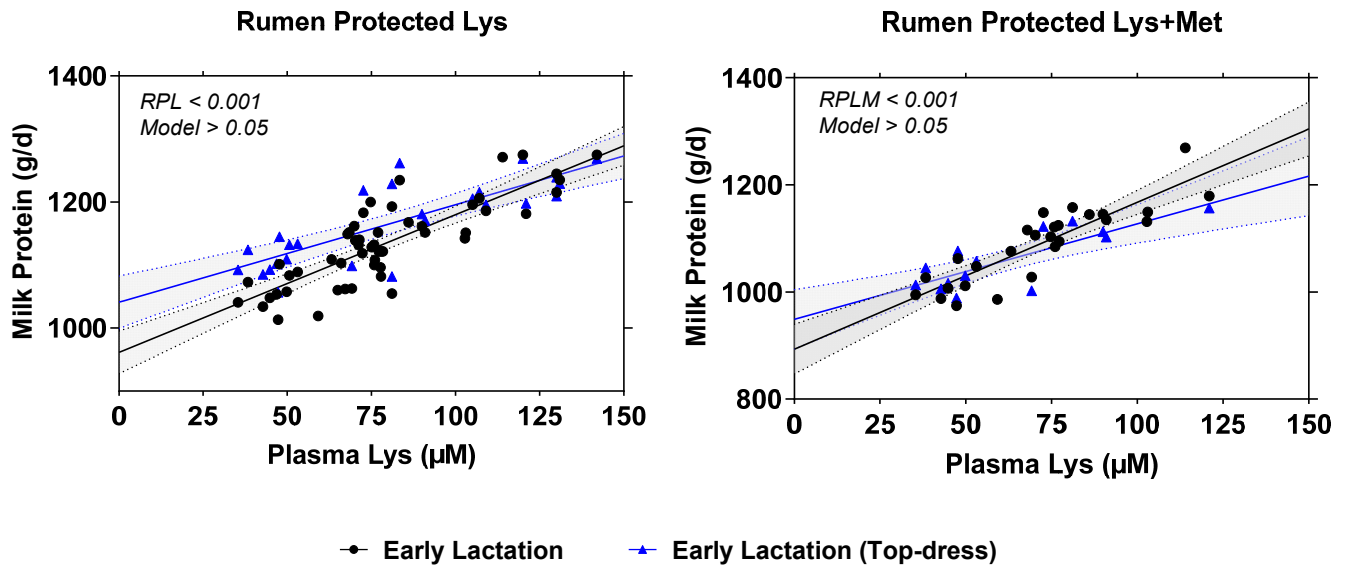 Rumen Protected Lys
Milk Protein (g/d)
1400
1200
1000
RPL < 0.001
Model > 0.05
0 25 50 75 100 125 150
Plasma Lys (µM)
Rumen Protected Lys+Met
Milk Protein (g/d)
1400
1200
1000
800
RPLM < 0.001
Model > 0.05
0 25 50 75 100 125 150
Plasma Lys (µM)
Early Lactation Early Lactation (Top-dress)